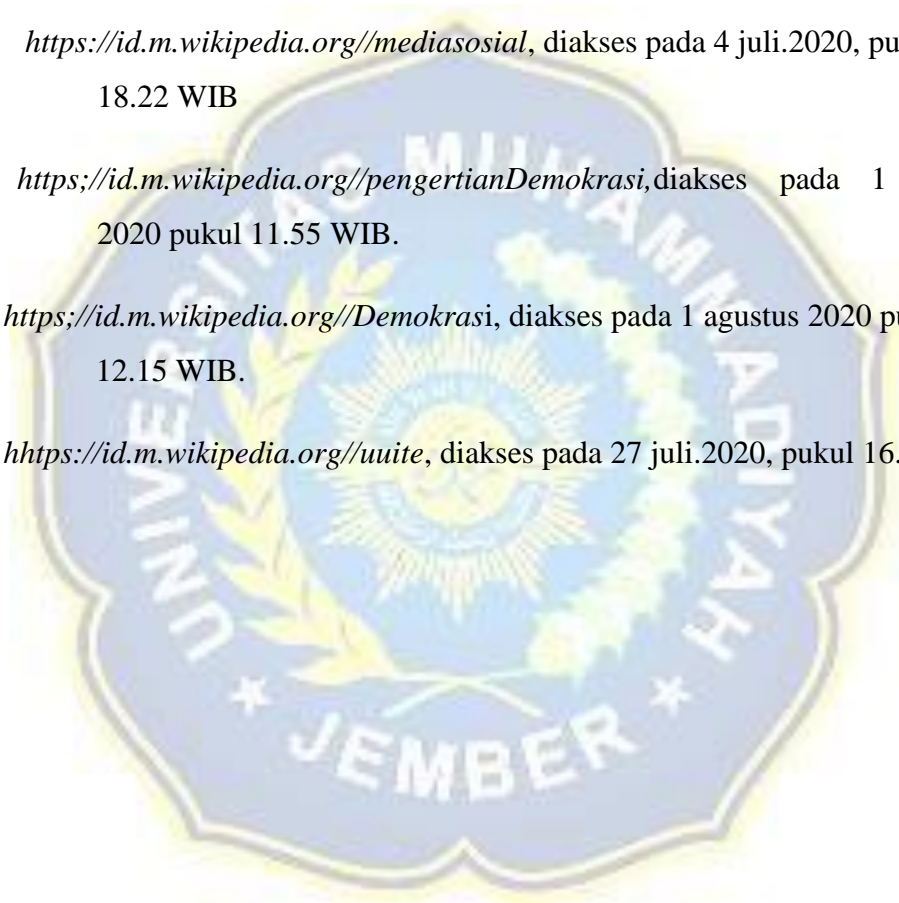 https://id.m.wikipedia.org//mediasosial, diakses pada 4 juli.2020, pu
18.22 WIB
https;//id.m.wikipedia.org//pengertianDemokrasi,diakses pada 1
2020 pukul 11.55 WIB.
https;//id.m.wikipedia.org//Demokrasi, diakses pada 1 agustus 2020 pu
12.15 WIB.
hhtps://id.m.wikipedia.org//uuite, diakses pada 27 juli.2020, pukul 16.
UNIVERSITAS MUHAMMADIYAH
JEMBER